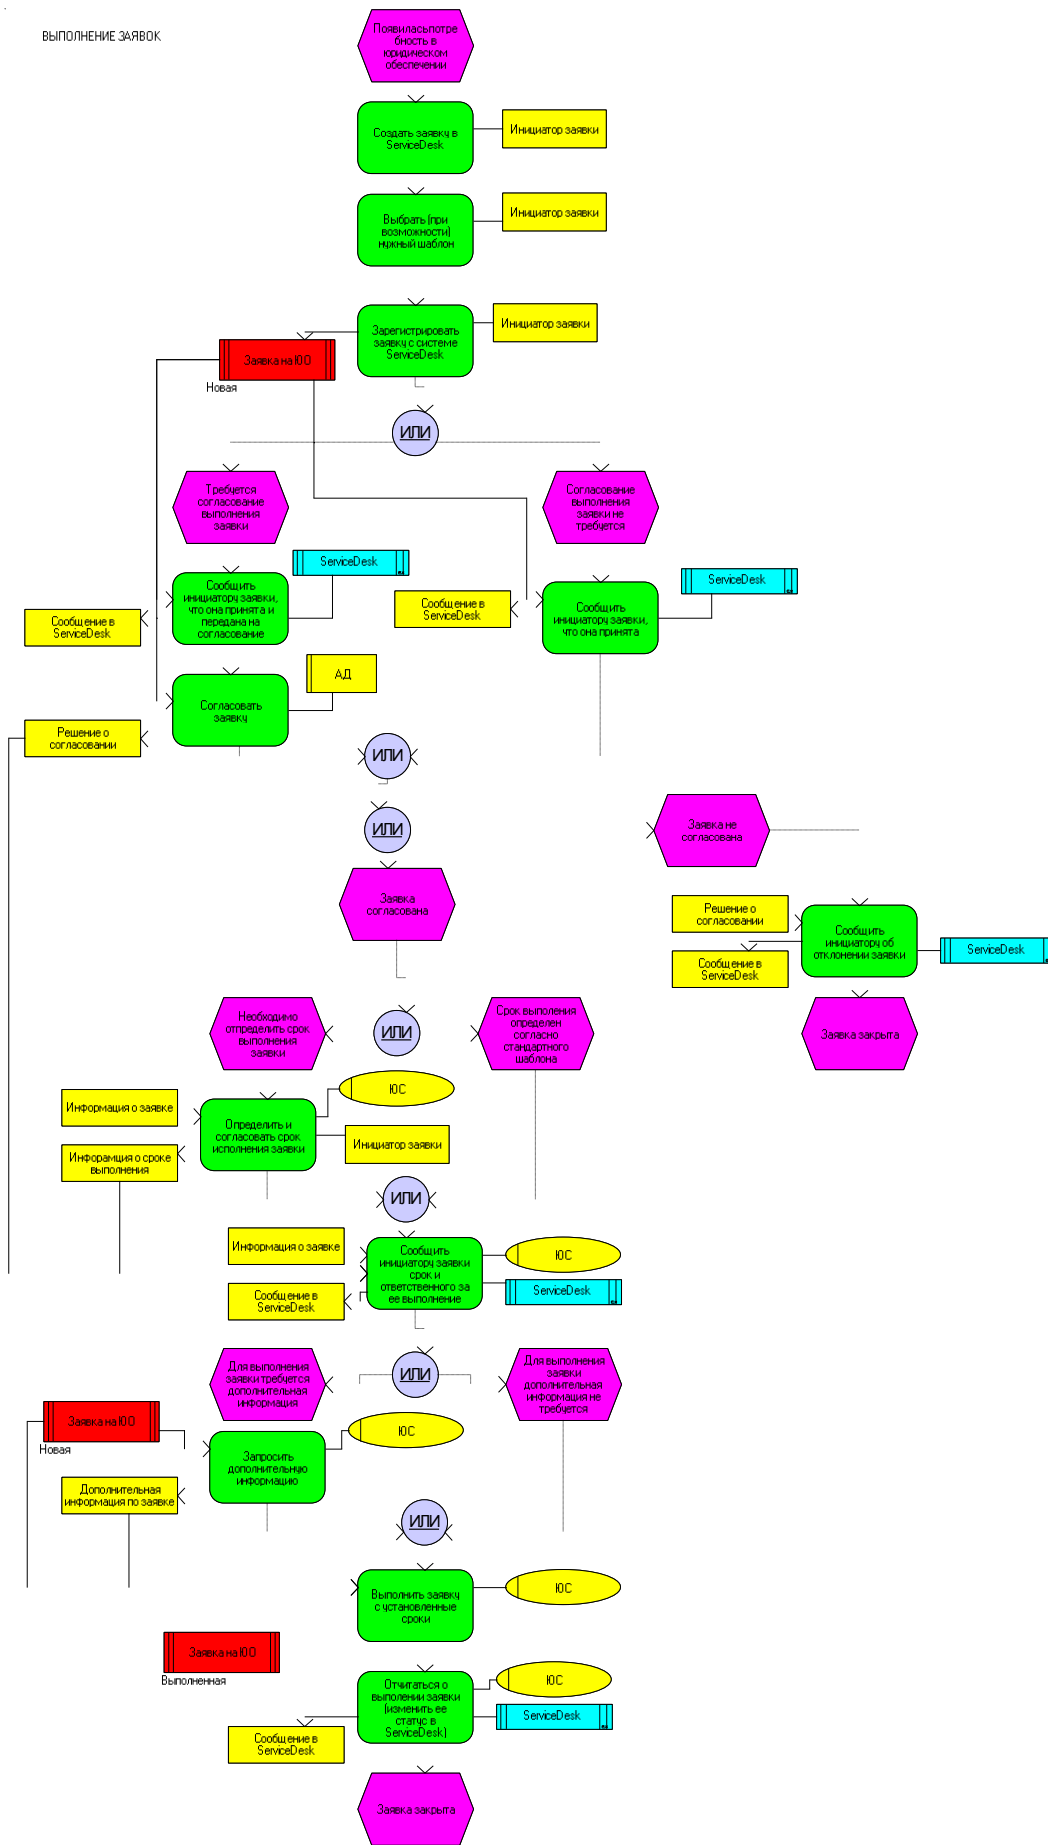 ВЫПОЛНЕНИЕ ЗАЯВОК
Появилась потре
бность в
юридическом
обеспечении
Создать заявку в
ServiceDesk
Инициатор заявки
Выбрать (при
возможности)
нужный шаблон
Инициатор заявки
Зарегистрировать
заявку с системе
ServiceDesk
Инициатор заявки
Заявка на ЮО
Новая
ИЛИ
Требуется
согласование
выполнения
заявки
Согласование
выполнения
заявки не
требуется
ServiceDesk
Сообщить
инициатору заявки,
что она принята и
передана на
согласование
Сообщение в
ServiceDesk
ServiceDesk
Сообщение в
ServiceDesk
Сообщить
инициатору заявки,
что она принята
АД
Согласовать
заявку
Решение о
согласовании
ИЛИ
ИЛИ
Заявка не
согласована
Заявка
согласована
Решение о
согласовании
Сообщение в
ServiceDesk
Сообщить
инициатору об
отклонении заявки
ServiceDesk
Заявка закрыта
Необходимо
отпределить срок
выполнения
заявки
ИЛИ
Срок выполения
определен
согласно
стандартного
шаблона
ЮС
Информация о заявке
Определить и
согласовать срок
исполнения заявки
Инициатор заявки
Инфорамция о сроке
выполнения
ИЛИ
Информация о заявке
Сообщить
инициатору заявки
срок и
ответственного за
ее выполнение
ЮС
ServiceDesk
Сообщение в
ServiceDesk
Для выполнения
заявки требуется
дополнительная
информация
ИЛИ
Для выполнения
заявки
дополнительная
информация не
требуется
Заявка на ЮО
Новая
ЮС
Запросить
дополнительную
информацию
Дополнительная
информация по заявке
ИЛИ
Выполнить заявку
с установленные
сроки
ЮС
Заявка на ЮО
Выполненная
Отчитаться о
выполении заявки
(изменить ее
статус в
ServiceDesk)
ЮС
ServiceDesk
Сообщение в
ServiceDesk
Заявка закрыта